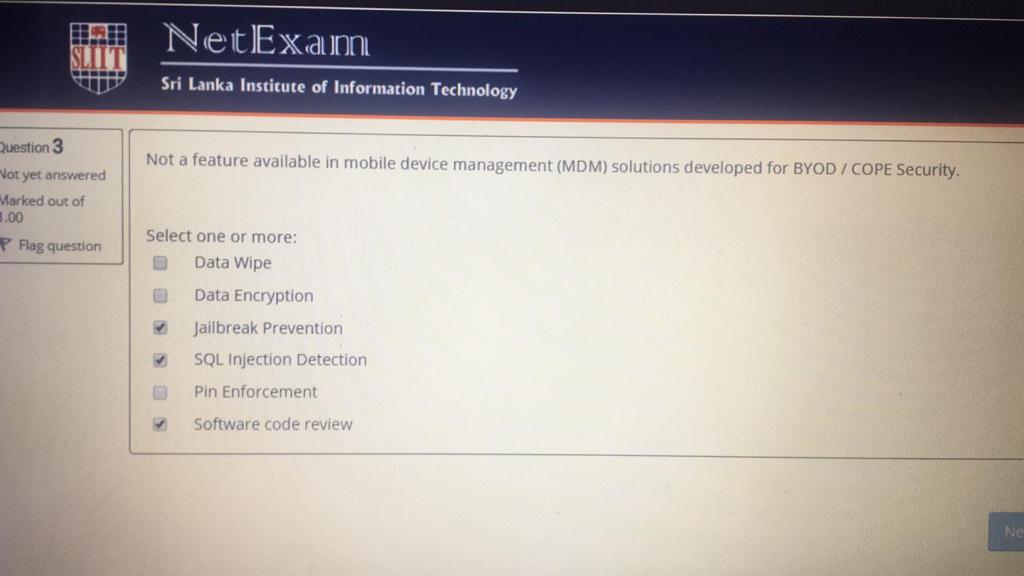 SLIIT
NetExam
Sri Lanka Institute of Information Technology
Question 3
Not yet answered
Marked out of
1.00
Flag question
Not a feature available in mobile device management (MDM) solutions developed for BYOD / COPE Security.
Select one or more:
Data Wipe
Data Encryption
Jailbreak Prevention
SQL Injection Detection
Pin Enforcement
Software code review
Ne